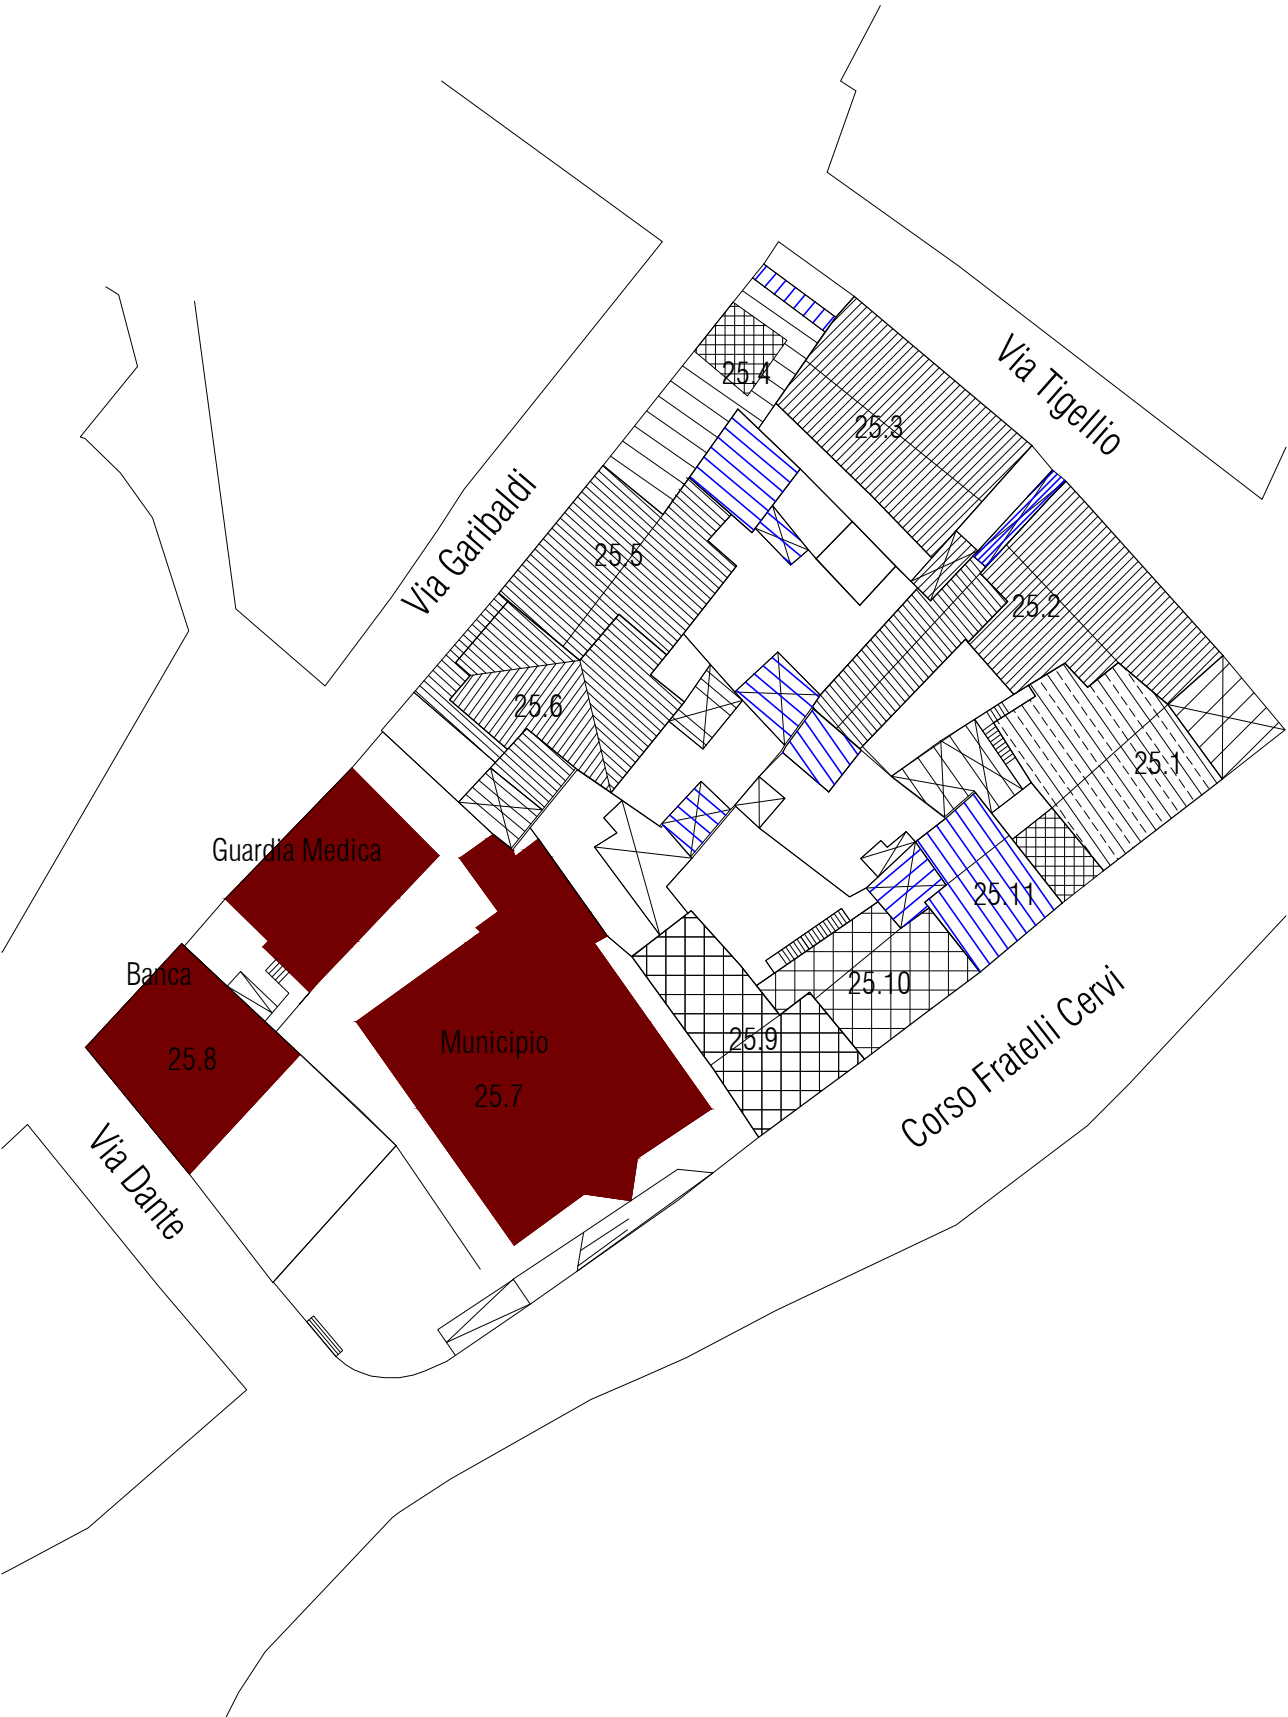 Via Tigellio
25.4
25.3
Via Garibaldi
25.5
25.2
25.6
25.1
Guardia Medica
25.11
Banca
25.10
25.9
Municipio
25.8
25.7
Corso Fratelli Cervi
Via Dante